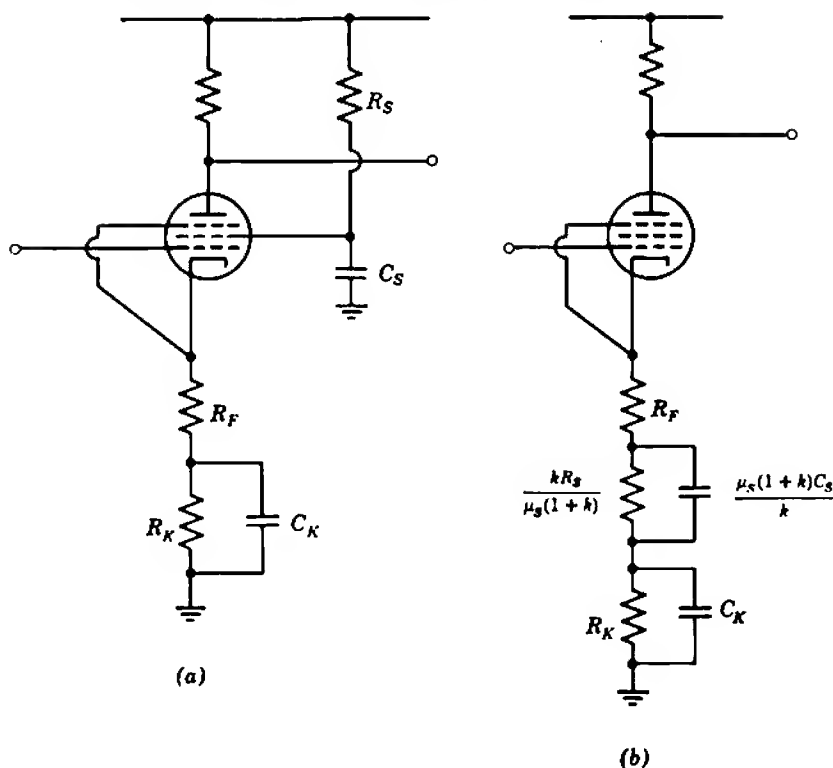 R_S
C_S
R_F
R_K
C_K
(a)
R_F
kR_s / μ_s(1 + k)
μ_s(1 + k)C_s / k
R_K
C_K
(b)